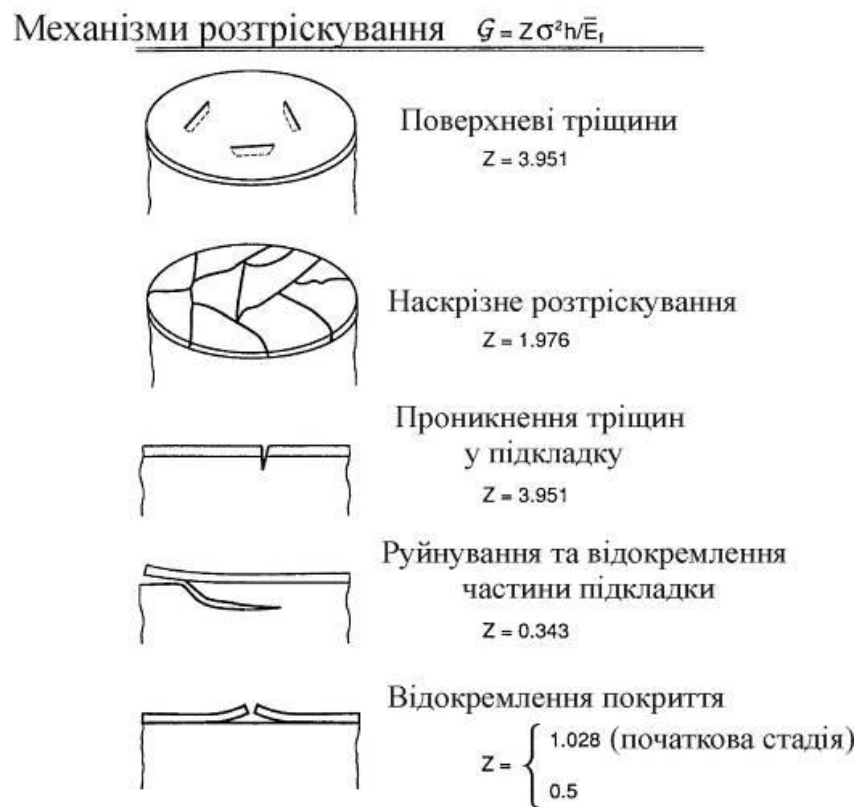 Механізми розтріскування 𝒢 = Zσ²h/Ēf
Поверхневі тріщини
Z = 3.951
Наскрізне розтріскування
Z = 1.976
Проникнення тріщин
у підкладку
Z = 3.951
Руйнування та відокремлення
частини підкладки
Z = 0.343
Відокремлення покриття
Z = { 1.028 (початкова стадія)
0.5